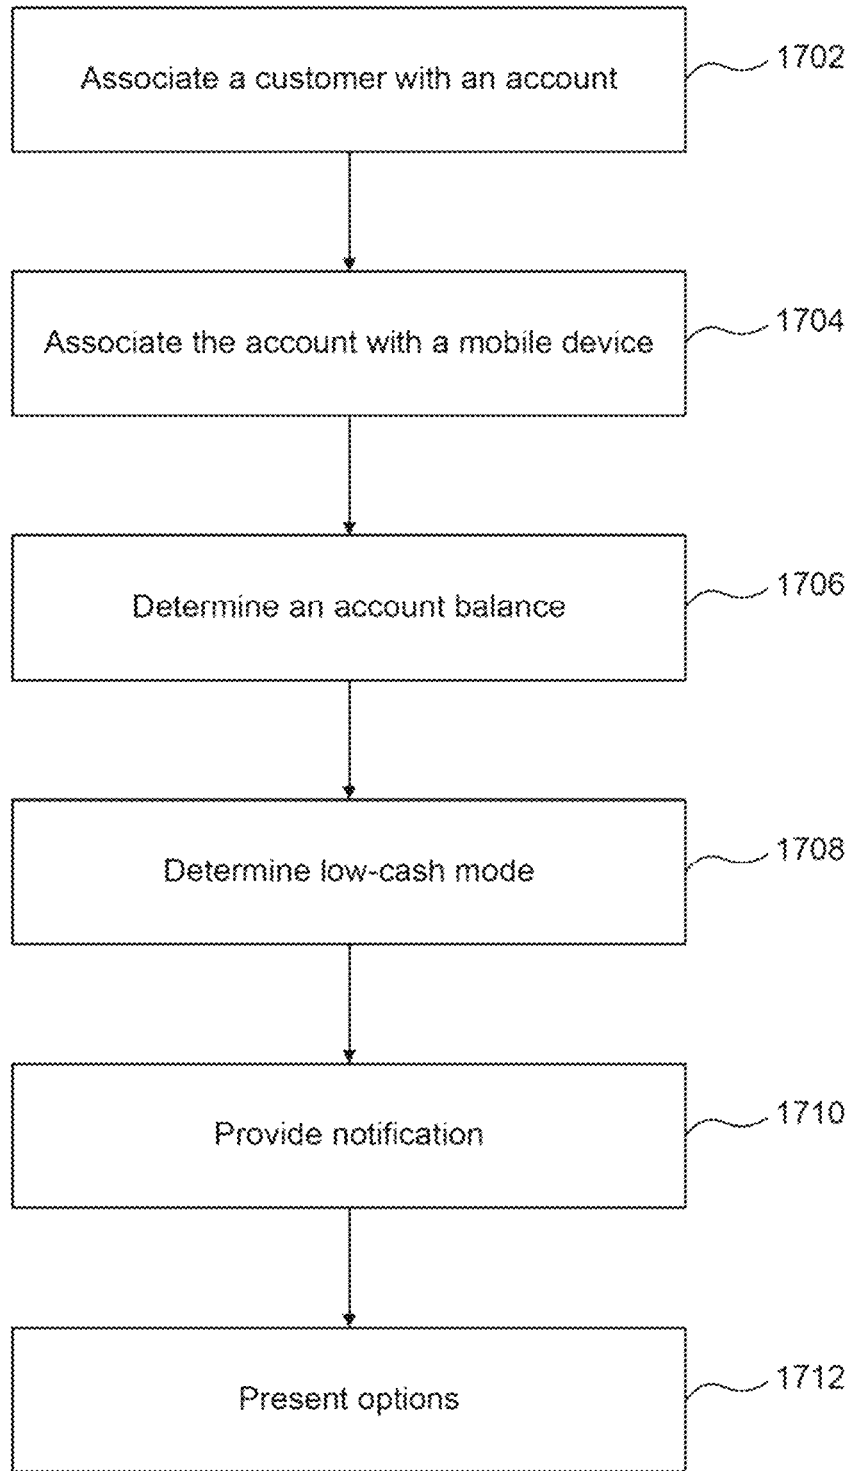 Associate a customer with an account
1702
Associate the account with a mobile device
1704
Determine an account balance
1706
Determine low-cash mode
1708
Provide notification
1710
Present options
1712